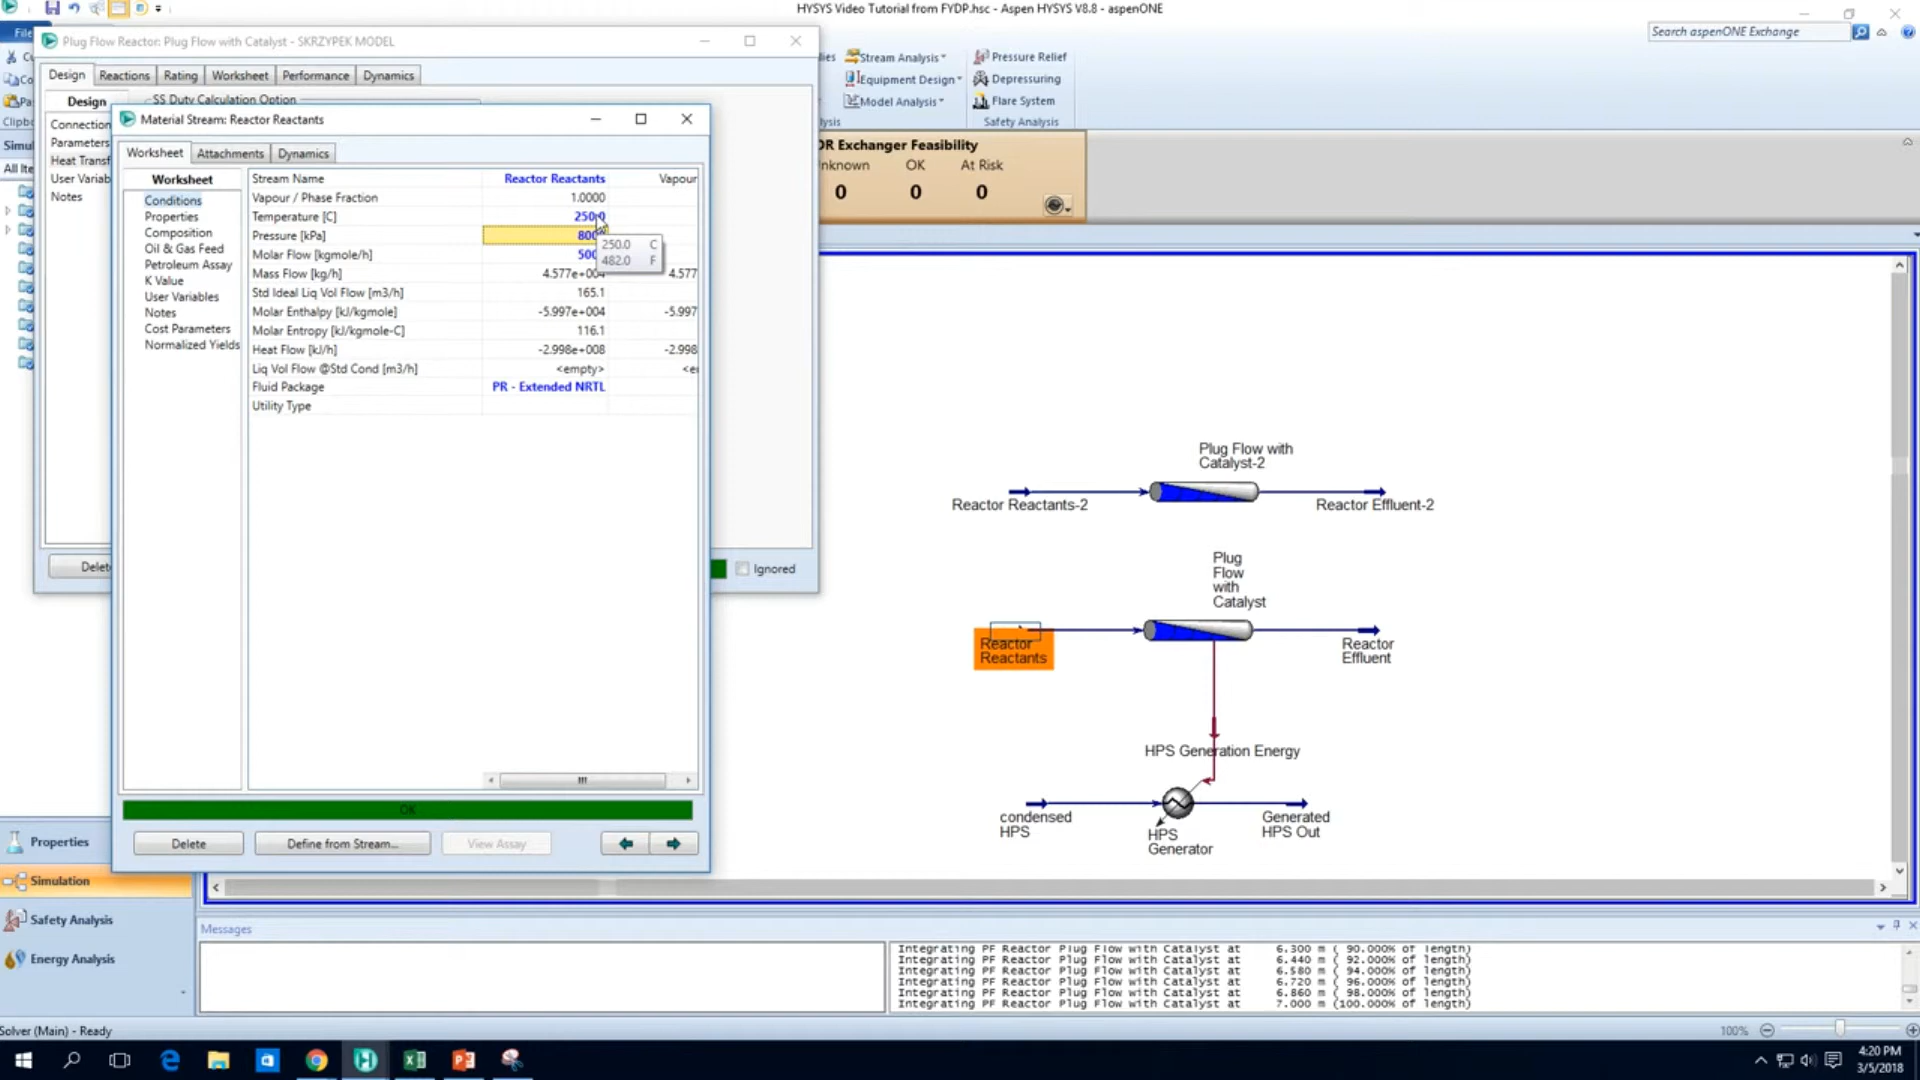 HYSYS Video Tutorial from FYDP.hsc - Aspen HYSYS V8.8 - aspenONE
Search aspenONE Exchange
Plug Flow Reactor: Plug Flow with Catalyst - SKRZYPEK MODEL
Design Reactions Rating Worksheet Performance Dynamics
Design
SS Duty Calculation Option
Connection
Parameters
Heat Transf
User Variab
Notes
Stream Analysis
Equipment Design
Model Analysis
Pressure Relief
Depressuring
Flare System
Safety Analysis
Exchanger Feasibility
OK At Risk
0 0 0
Material Stream: Reactor Reactants
Worksheet Attachments Dynamics
Worksheet
Conditions
Properties
Composition
Oil & Gas Feed
Petroleum Assay
K Value
User Variables
Notes
Cost Parameters
Normalized Yields
Stream Name Reactor Reactants Vapour
Vapour / Phase Fraction 1.0000
Temperature [C] 250.0
Pressure [kPa] 800
Molar Flow [kgmole/h] 500
Mass Flow [kg/h] 4.577e+004 4.577
Std Ideal Liq Vol Flow [m3/h] 165.1
Molar Enthalpy [kJ/kgmole] -5.997e+004 -5.997
Molar Entropy [kJ/kgmole-C] 116.1
Heat Flow [kJ/h] -2.998e+008 -2.998
Liq Vol Flow @Std Cond [m3/h] <empty> <e
Fluid Package PR - Extended NRTL
Utility Type
250.0 C
482.0 F
OK
Delete Define from Stream... View Assay
Delet
Ignored
Plug Flow with
Catalyst-2
Reactor Reactants-2
Reactor Effluent-2
Plug
Flow
with
Catalyst
Reactor
Reactants
Reactor
Effluent
HPS Generation Energy
condensed
HPS
HPS
Generator
Generated
HPS Out
Properties
Simulation
Safety Analysis
Energy Analysis
Messages
Integrating PF Reactor Plug Flow with Catalyst at 6.300 m ( 90.000% of length)
Integrating PF Reactor Plug Flow with Catalyst at 6.440 m ( 92.000% of length)
Integrating PF Reactor Plug Flow with Catalyst at 6.580 m ( 94.000% of length)
Integrating PF Reactor Plug Flow with Catalyst at 6.720 m ( 96.000% of length)
Integrating PF Reactor Plug Flow with Catalyst at 6.860 m ( 98.000% of length)
Integrating PF Reactor Plug Flow with Catalyst at 7.000 m (100.000% of length)
Solver (Main) - Ready
100%
4:20 PM
3/5/2018